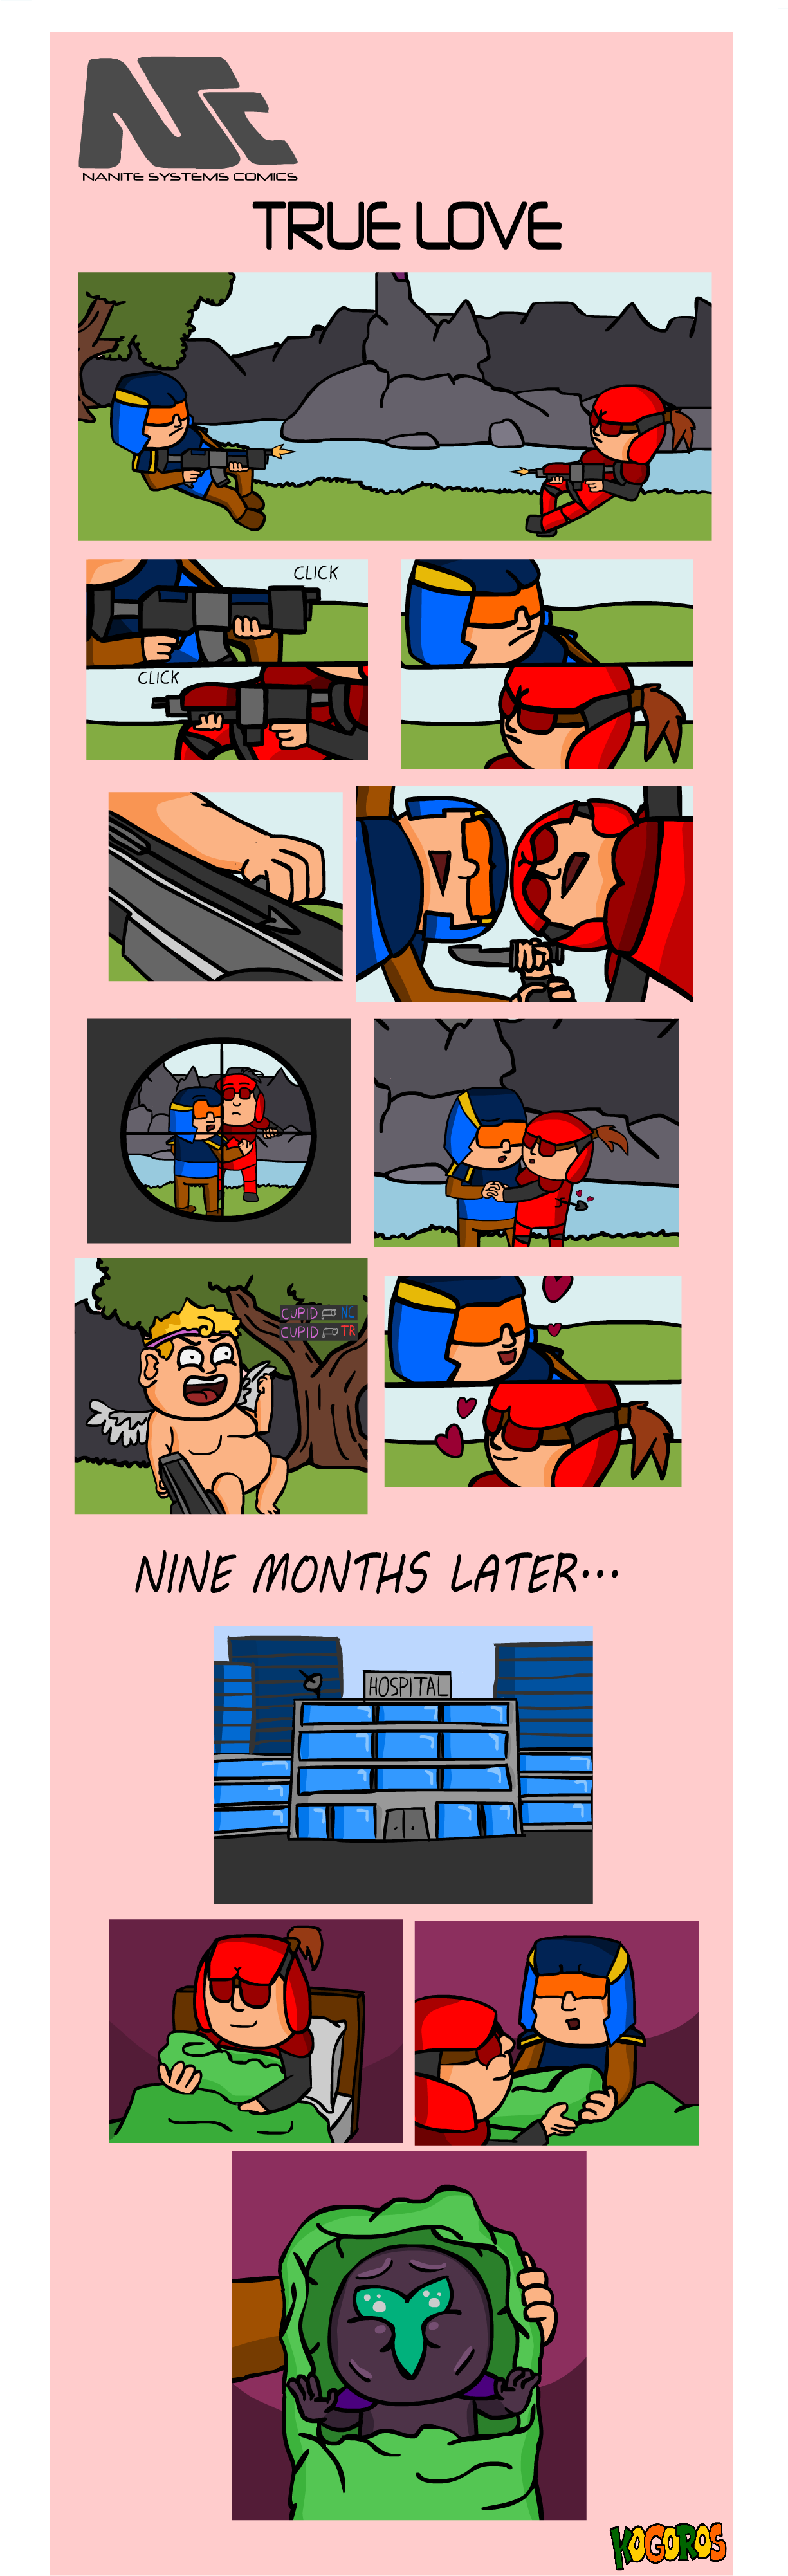 NSC
NANITE SYSTEMS COMICS
TRUE LOVE
CLICK
CLICK
CUPID NC
CUPID TR
NINE MONTHS LATER...
HOSPITAL
KOGOROS